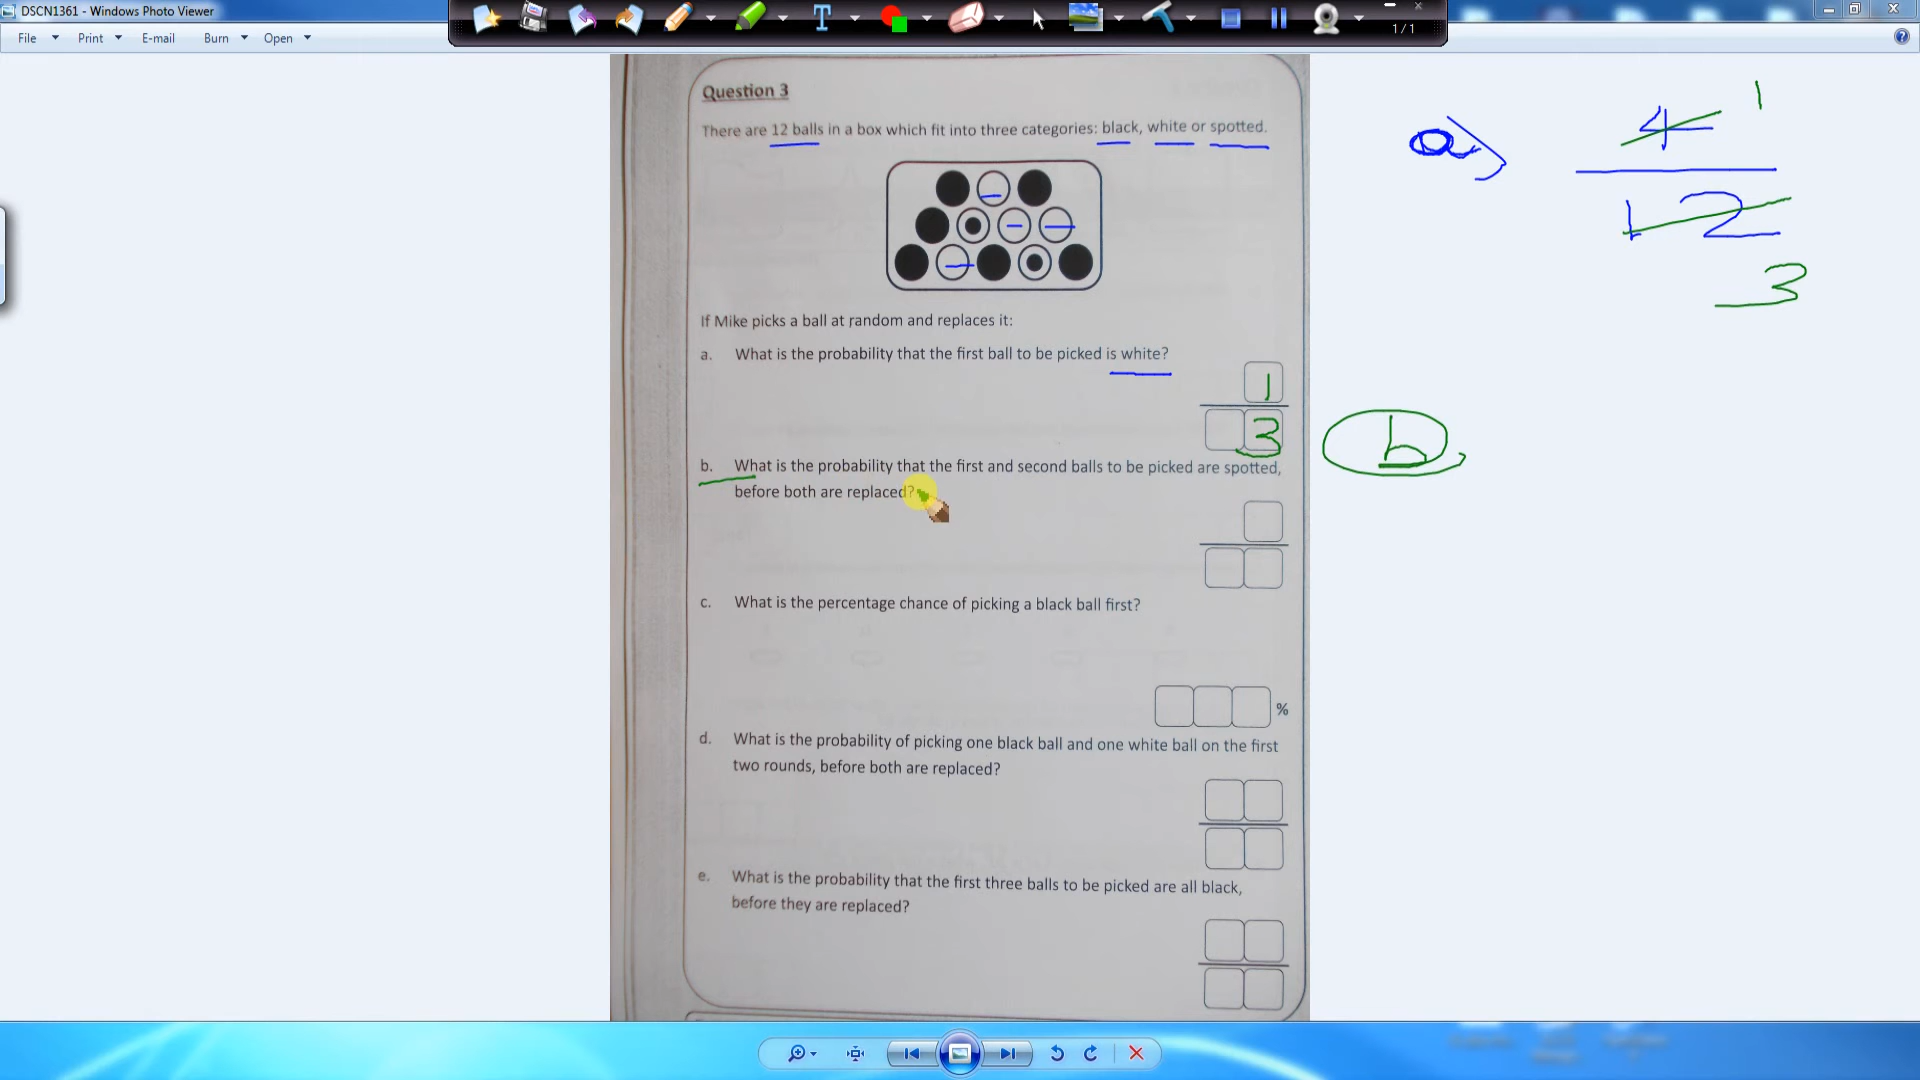 DSCN1361 - Windows Photo Viewer
File Print E-mail Burn Open
T
1/1
Question 3
There are 12 balls in a box which fit into three categories: black, white or spotted.
If Mike picks a ball at random and replaces it:
a. What is the probability that the first ball to be picked is white?
1
3
b. What is the probability that the first and second balls to be picked are spotted,
before both are replaced?
c. What is the percentage chance of picking a black ball first?
%
d. What is the probability of picking one black ball and one white ball on the first
two rounds, before both are replaced?
e. What is the probability that the first three balls to be picked are all black,
before they are replaced?
a)
4 1
12
3
b